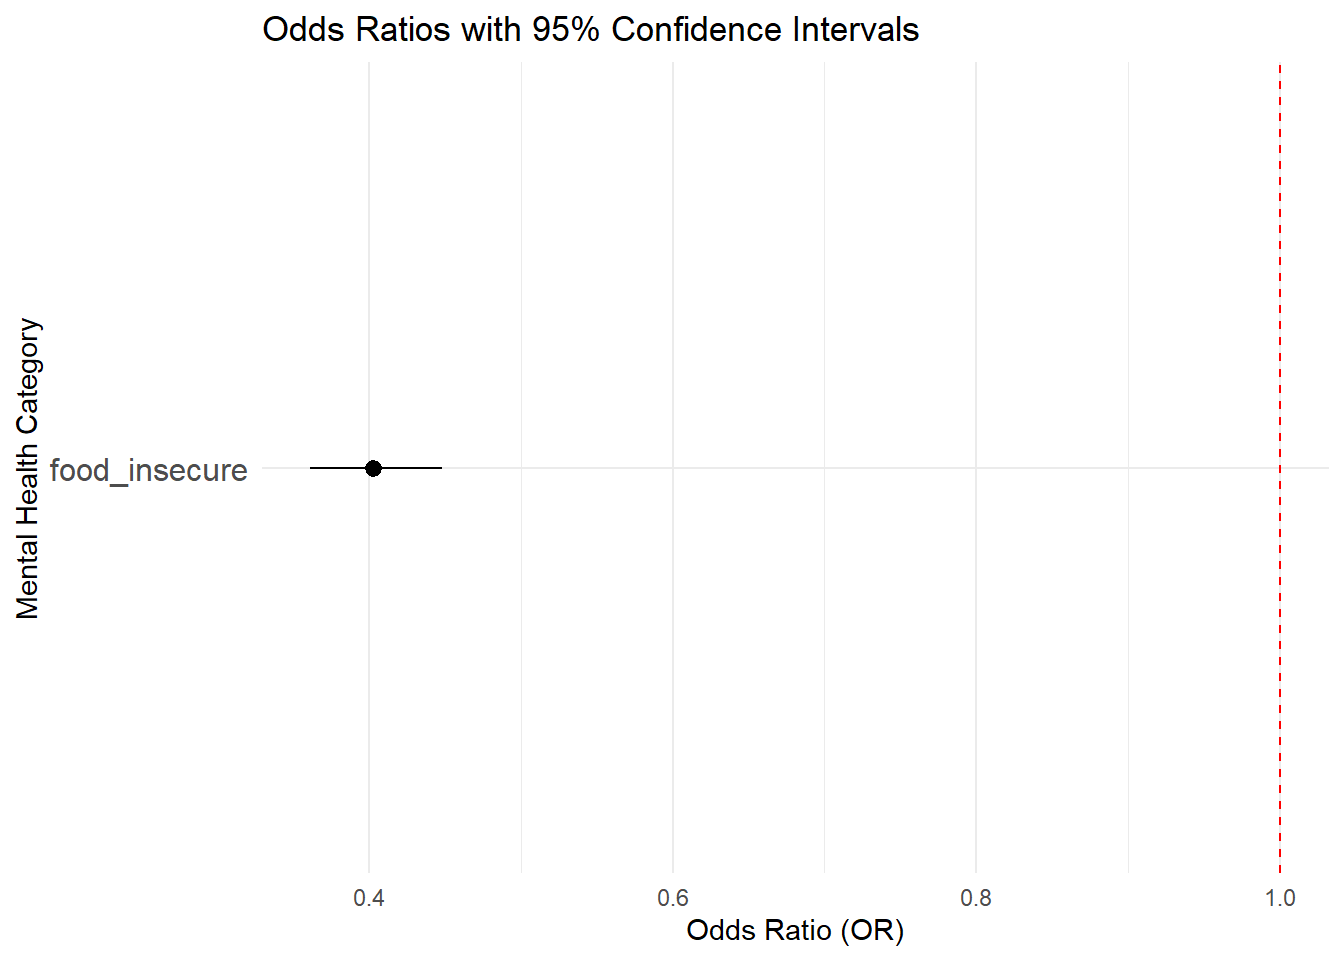 Odds Ratios with 95% Confidence Intervals
Mental Health Category
food_insecure
0.4 0.6 0.8 1.0
Odds Ratio (OR)